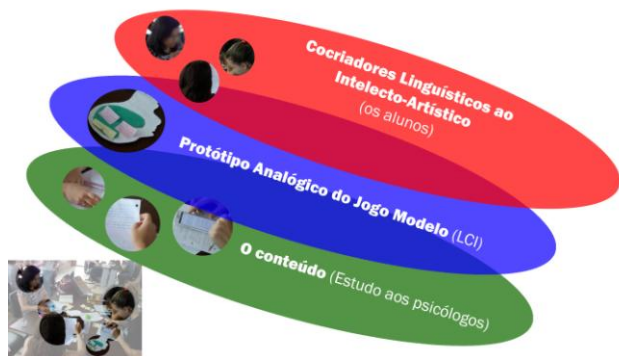 Cocriadores Linguísticos ao
Intelecto-Artístico
(os alunos)
Protótipo Analógico do Jogo Modelo (LCI)
O conteúdo (Estudo aos psicólogos)